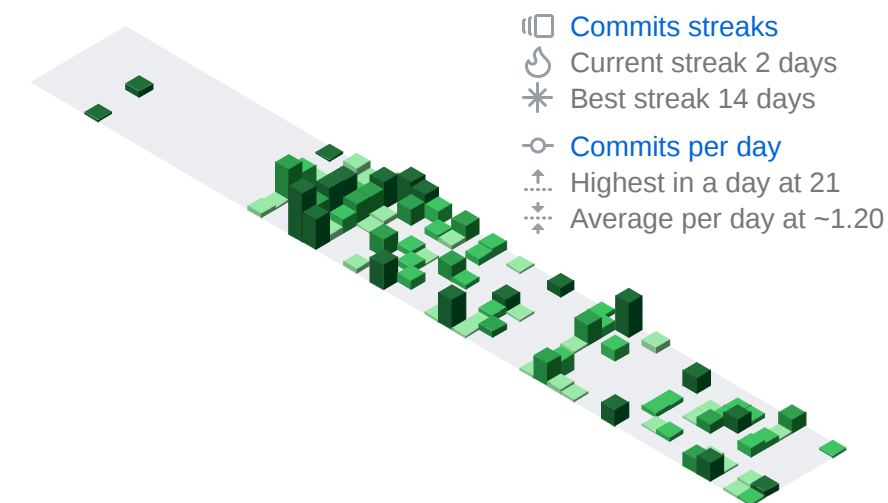 Commits streaks
Current streak 2 days
Best streak 14 days
Commits per day
Highest in a day at 21
Average per day at ~1.20